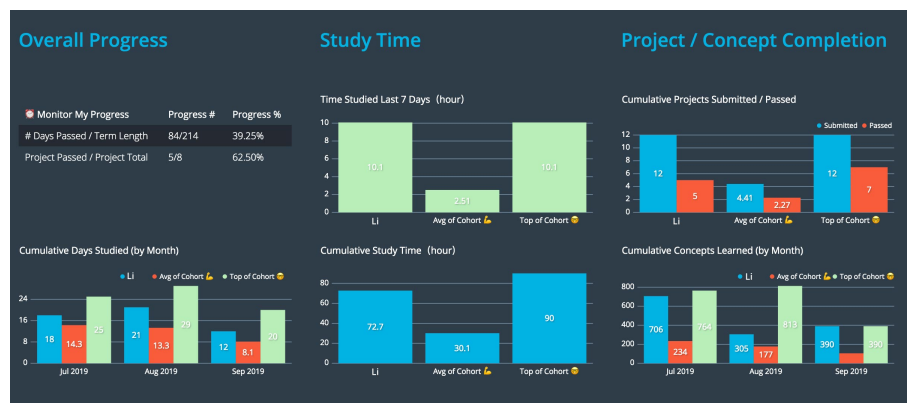 Overall Progress
Study Time
Project / Concept Completion
⏰ Monitor My Progress Progress # Progress %
# Days Passed / Term Length 84/214 39.25%
Project Passed / Project Total 5/8 62.50%
Time Studied Last 7 Days (hour)
10
8
6
4
2
0
10.1
2.51
10.1
Li
Avg of Cohort 💪
Top of Cohort 🤓
Cumulative Projects Submitted / Passed
Submitted Passed
12
10
8
6
4
2
0
12
5
4.41
2.27
12
7
Li
Avg of Cohort 💪
Top of Cohort 🤓
Cumulative Days Studied (by Month)
Li Avg of Cohort 💪 Top of Cohort 🤓
24
16
8
0
18
14.3
25
21
13.3
29
12
8.1
20
Jul 2019
Aug 2019
Sep 2019
Cumulative Study Time (hour)
80
60
40
20
0
72.7
30.1
90
Li
Avg of Cohort 💪
Top of Cohort 🤓
Cumulative Concepts Learned (by Month)
Li Avg of Cohort 💪 Top of Cohort 🤓
800
600
400
200
0
706
234
764
305
177
813
390
390
Jul 2019
Aug 2019
Sep 2019